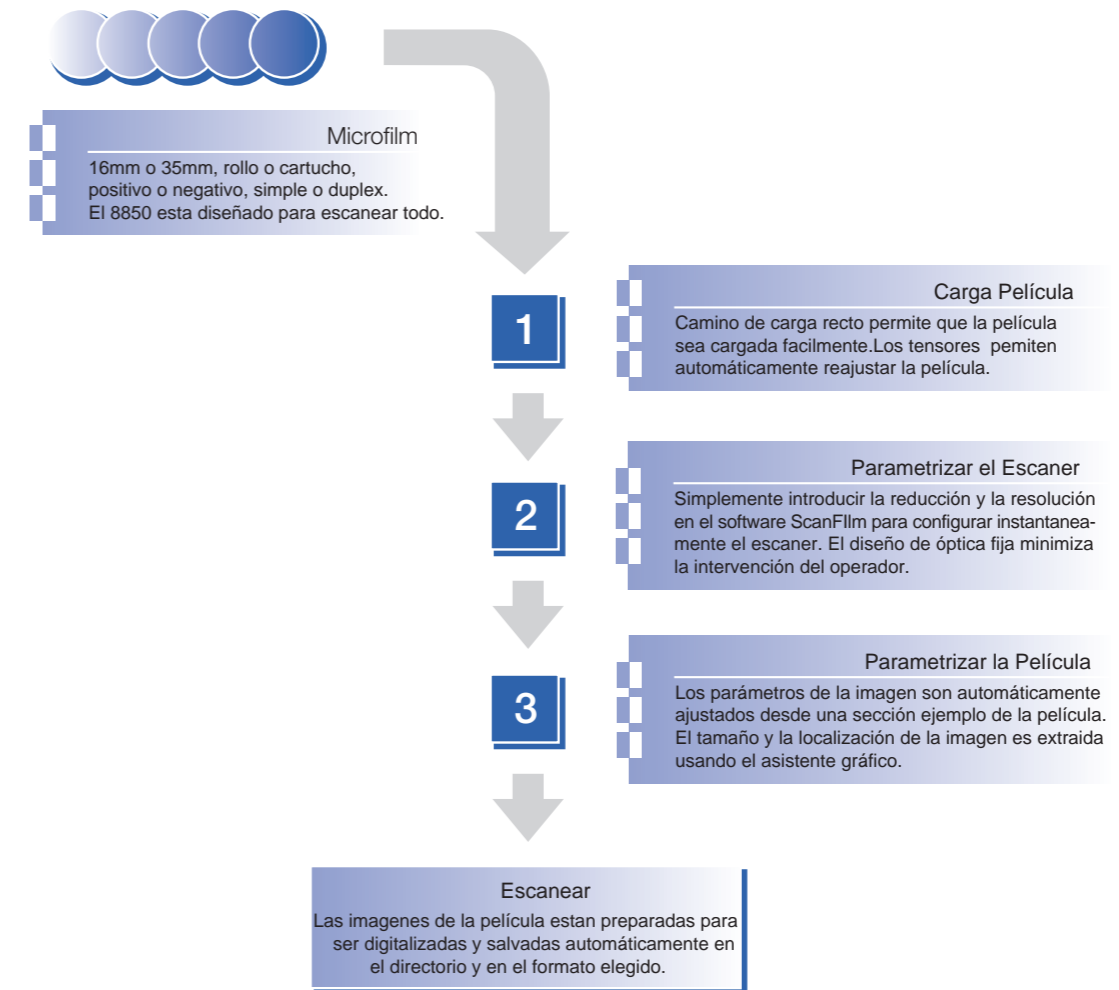 Microfilm
16mm o 35mm, rollo o cartucho,
positivo o negativo, simple o duplex.
El 8850 esta diseñado para escanear todo.
1
Carga Película
Camino de carga recto permite que la película
sea cargada facilmente.Los tensores pemiten
automáticamente reajustar la película.
2
Parametrizar el Escaner
Simplemente introducir la reducción y la resolución
en el software ScanFIlm para configurar instantanea-
mente el escaner. El diseño de óptica fija minimiza
la intervención del operador.
3
Parametrizar la Película
Los parámetros de la imagen son automáticamente
ajustados desde una sección ejemplo de la película.
El tamaño y la localización de la imagen es extraida
usando el asistente gráfico.
Escanear
Las imagenes de la película estan preparadas para
ser digitalizadas y salvadas automáticamente en
el directorio y en el formato elegido.